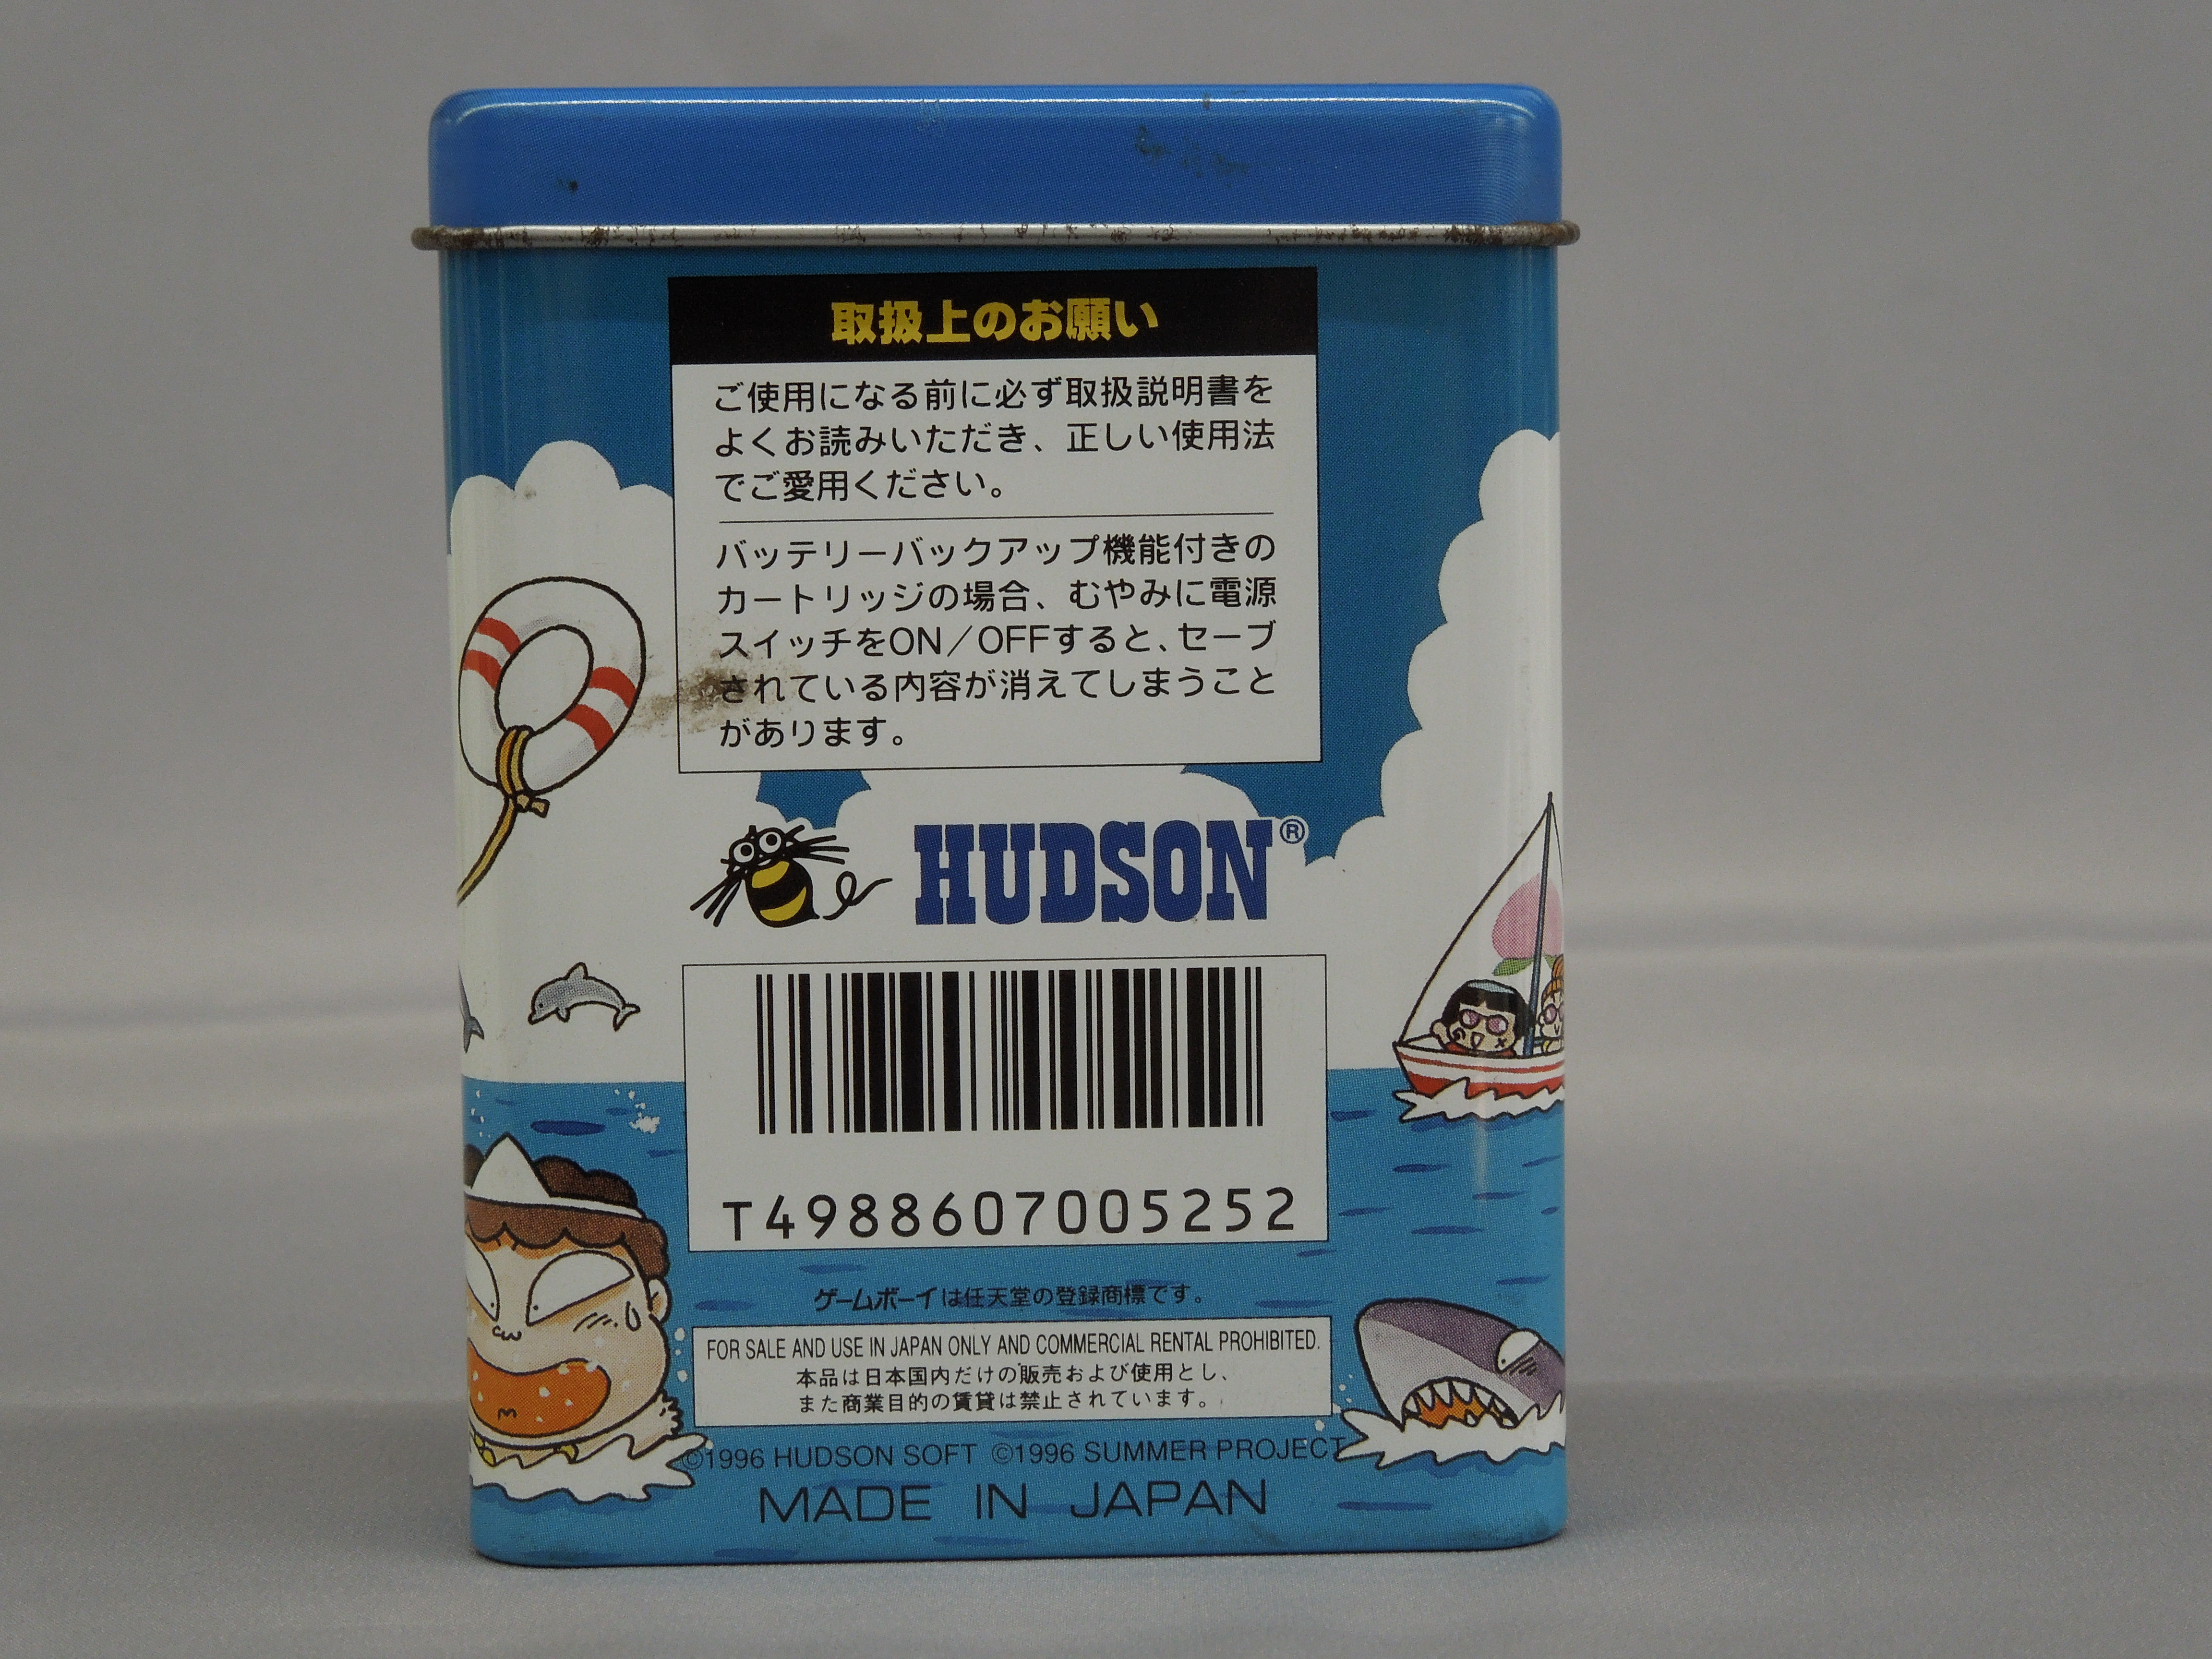 取扱上のお願い
ご使用になる前に必ず取扱説明書を
よくお読みいただき、正しい使用法
でご愛用ください。
バッテリーバックアップ機能付きの
カートリッジの場合、むやみに電源
スイッチをON／OFFすると、セーブ
されている内容が消えてしまうこと
があります。
HUDSON®
T4988607005252
ゲームボーイは任天堂の登録商標です。
FOR SALE AND USE IN JAPAN ONLY AND COMMERCIAL RENTAL PROHIBITED.
本品は日本国内だけの販売および使用とし、
また商業目的の賃貸は禁止されています。
©1996 HUDSON SOFT ©1996 SUMMER PROJECT
MADE IN JAPAN